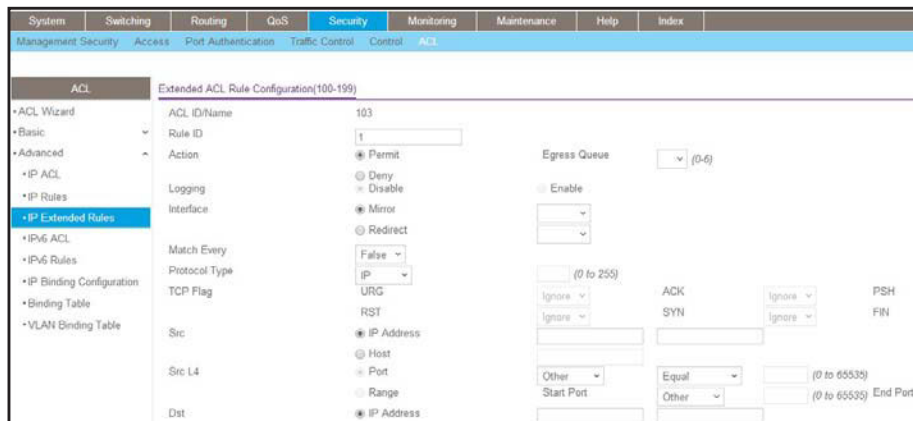 System Switching Routing QoS Security Monitoring Maintenance Help Index
Management Security Access Port Authentication Traffic Control Control ACL
ACL
• ACL Wizard
• Basic
• Advanced
• IP ACL
• IP Rules
• IP Extended Rules
• IPv6 ACL
• IPv6 Rules
• IP Binding Configuration
• Binding Table
• VLAN Binding Table
Extended ACL Rule Configuration(100-199)
ACL ID/Name 103
Rule ID 1
Action Permit Egress Queue (0-6)
Deny
Logging Disable Enable
Interface Mirror
Redirect
Match Every False
Protocol Type IP (0 to 255)
TCP Flag URG Ignore ACK Ignore PSH
RST Ignore SYN Ignore FIN
Src IP Address
Host
Src L4 Port Other Equal (0 to 65535)
Range Start Port Other (0 to 65535) End Port
Dst IP Address